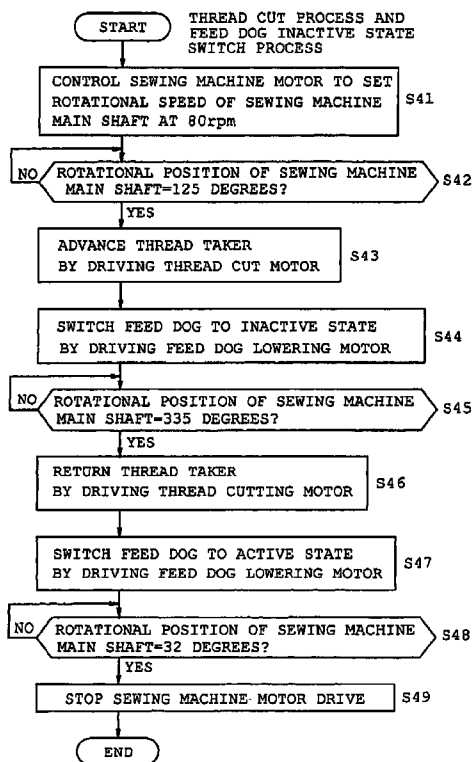 START
THREAD CUT PROCESS AND
FEED DOG INACTIVE STATE
SWITCH PROCESS
CONTROL SEWING MACHINE MOTOR TO SET
ROTATIONAL SPEED OF SEWING MACHINE
MAIN SHAFT AT 80rpm
S41
NO
ROTATIONAL POSITION OF SEWING MACHINE
MAIN SHAFT=125 DEGREES?
S42
YES
ADVANCE THREAD TAKER
BY DRIVING THREAD CUT MOTOR
S43
SWITCH FEED DOG TO INACTIVE STATE
BY DRIVING FEED DOG LOWERING MOTOR
S44
NO
ROTATIONAL POSITION OF SEWING MACHINE
MAIN SHAFT=335 DEGREES?
S45
YES
RETURN THREAD TAKER
BY DRIVING THREAD CUTTING MOTOR
S46
SWITCH FEED DOG TO ACTIVE STATE
BY DRIVING FEED DOG LOWERING MOTOR
S47
NO
ROTATIONAL POSITION OF SEWING MACHINE
MAIN SHAFT=32 DEGREES?
S48
YES
STOP SEWING MACHINE MOTOR DRIVE
S49
END